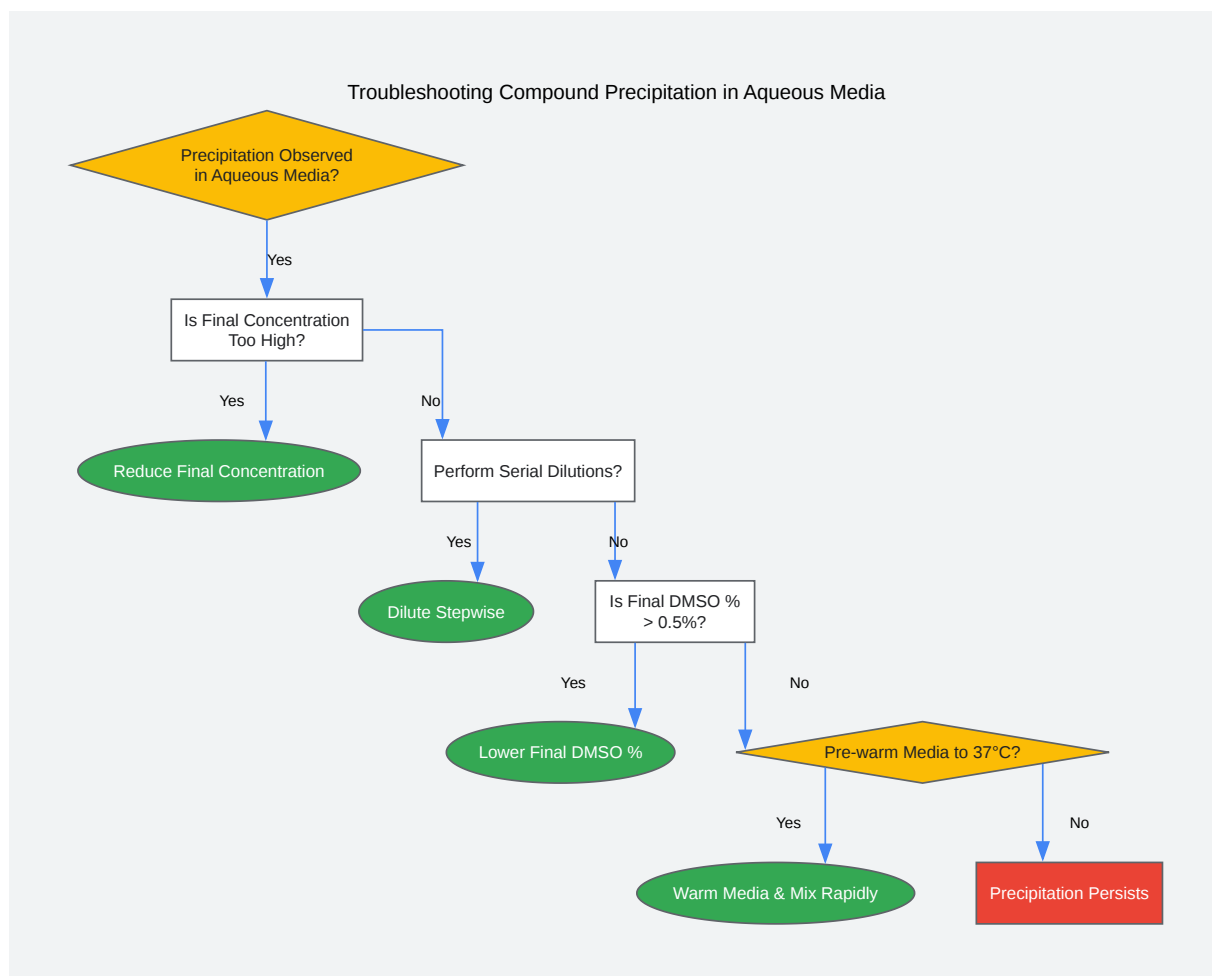 Troubleshooting Compound Precipitation in Aqueous Media
Precipitation Observed
in Aqueous Media?
Yes
Is Final Concentration
Too High?
Yes
No
Reduce Final Concentration
Perform Serial Dilutions?
Yes
No
Dilute Stepwise
Is Final DMSO %
> 0.5%?
Yes
No
Lower Final DMSO %
Pre-warm Media to 37°C?
Yes
No
Warm Media & Mix Rapidly
Precipitation Persists